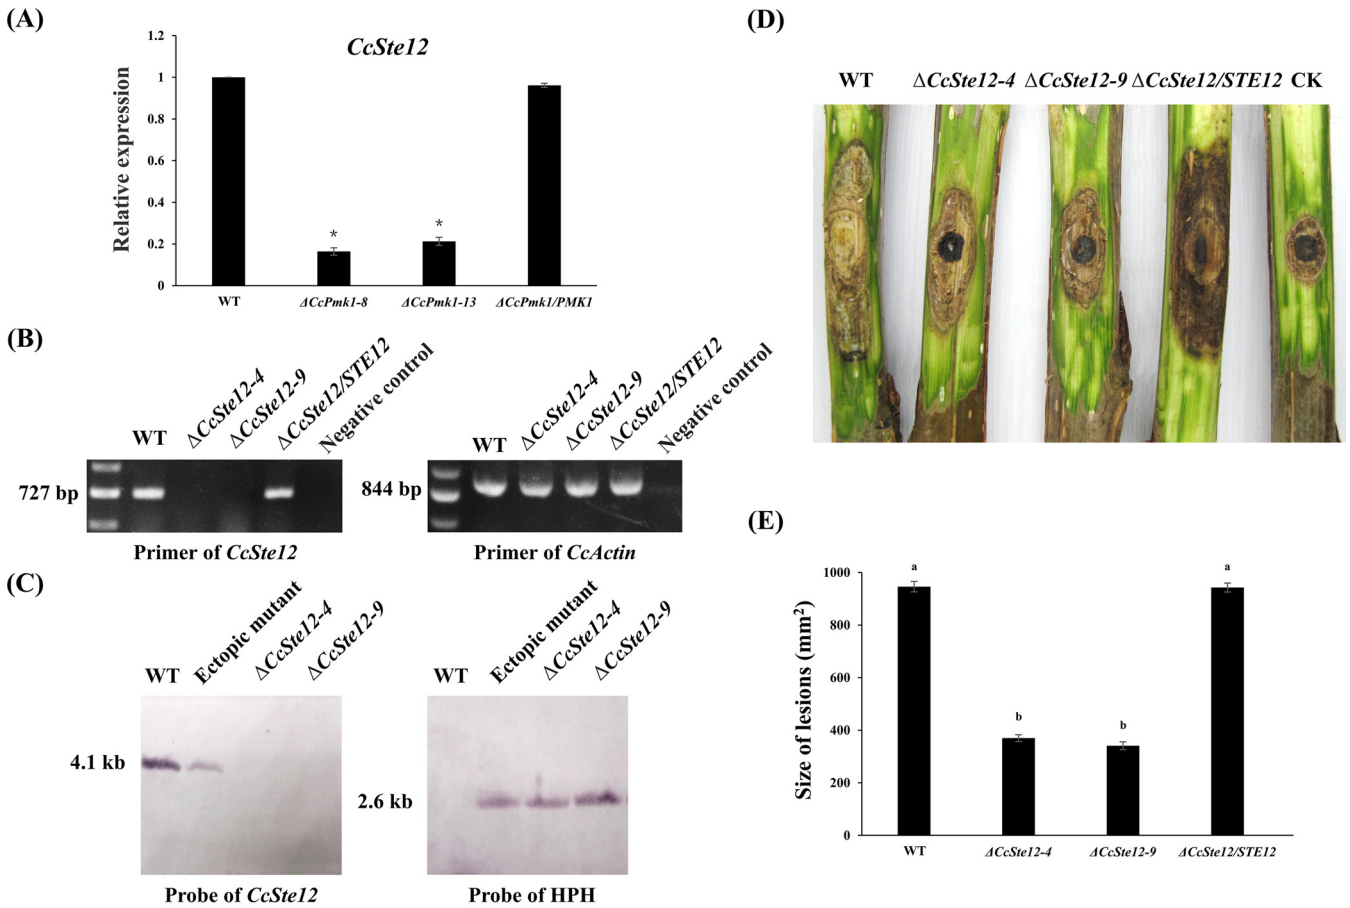 (A)
CcSte12
Relative expression
1.2
1
0.8
0.6
0.4
0.2
0
*
*
WT
ΔCcPmk1-8
ΔCcPmk1-13
ΔCcPmk1/PMK1
(B)
WT
ΔCcSte12-4
ΔCcSte12-9
ΔCcSte12/STE12
Negative control
727 bp
Primer of CcSte12
WT
ΔCcSte12-4
ΔCcSte12-9
ΔCcSte12/STE12
Negative control
844 bp
Primer of CcActin
(C)
WT
Ectopic mutant
ΔCcSte12-4
ΔCcSte12-9
4.1 kb
Probe of CcSte12
WT
Ectopic mutant
ΔCcSte12-4
ΔCcSte12-9
2.6 kb
Probe of HPH
(D)
WT ΔCcSte12-4 ΔCcSte12-9 ΔCcSte12/STE12 CK
(E)
Size of lesions (mm²)
1000
800
600
400
200
0
a
b
b
a
WT
ΔCcSte12-4
ΔCcSte12-9
ΔCcSte12/STE12